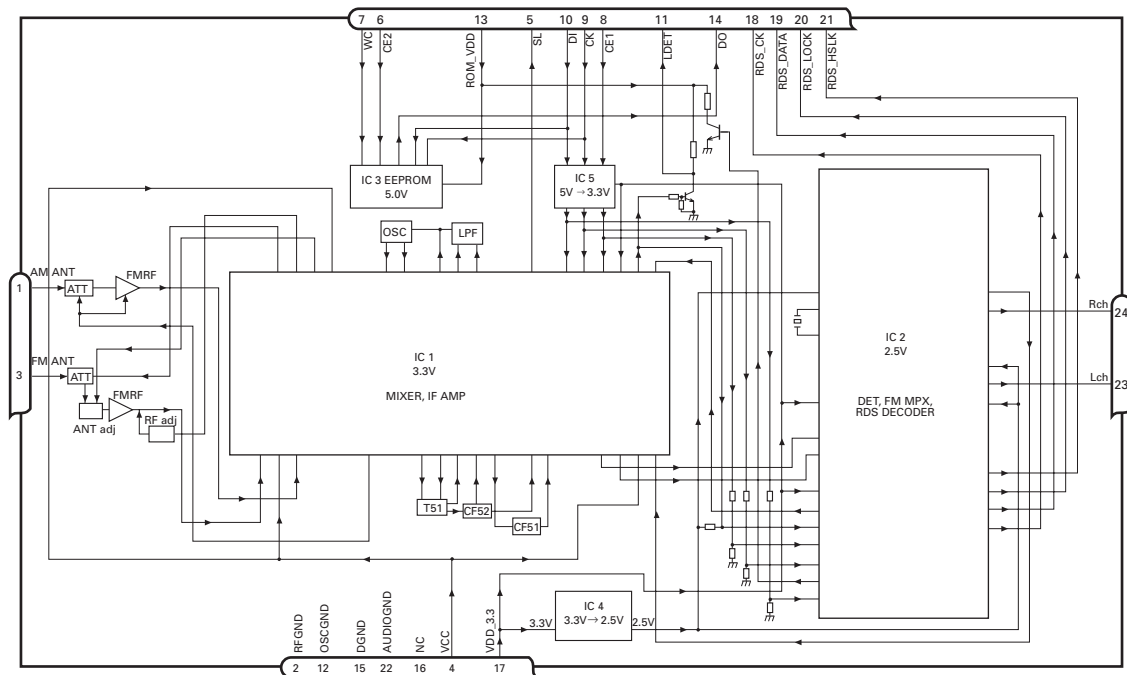 7 6 13 5 10 9 8 11 14 18 19 20 21
WC
CE2
ROM_VDD
SL
DI
CK
CE1
LDET
DO
RDS_CK
RDS_DATA
RDS_LOCK
RDS_HSLK
IC 3 EEPROM
5.0V
IC 5
5V → 3.3V
OSC
LPF
1
AM ANT
ATT
FMRF
3
FM ANT
ATT
FMRF
ANT adj
RF adj
IC 1
3.3V
MIXER, IF AMP
IC 2
2.5V
DET, FM MPX,
RDS DECODER
Rch
24
Lch
23
T51
CF52
CF51
IC 4
3.3V→ 2.5V
3.3V
2.5V
RFGND
OSCGND
DGND
AUDIOGND
NC
VCC
VDD_3.3
2 12 15 22 16 4 17